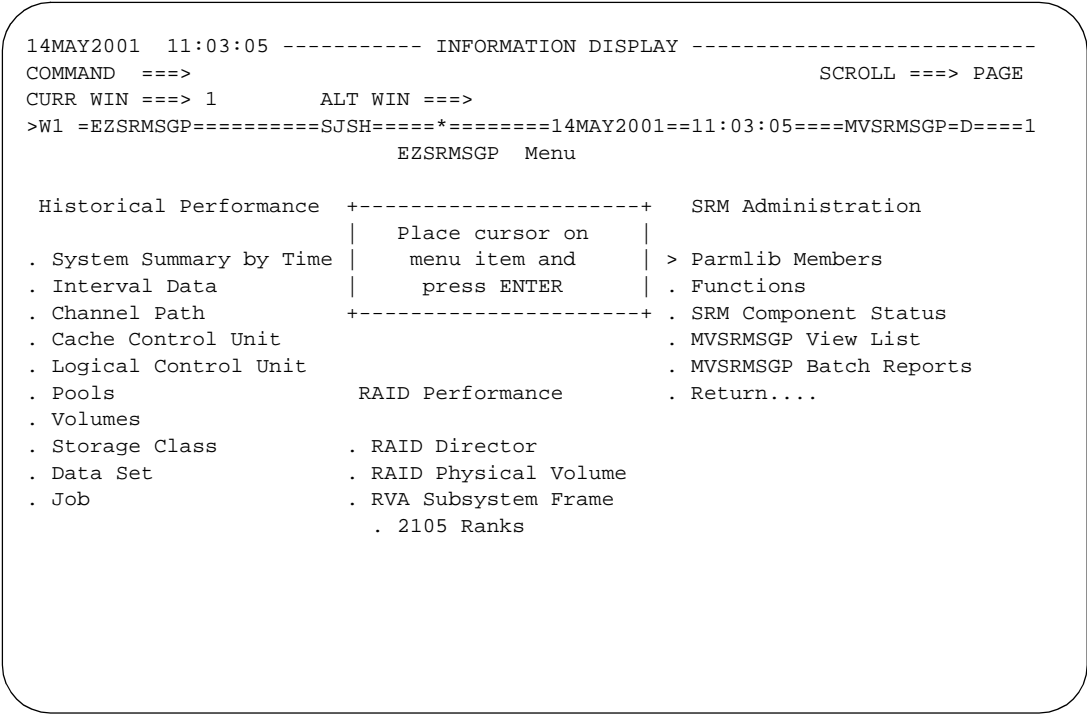 14MAY2001  11:03:05 ----------- INFORMATION DISPLAY ---------------------------
COMMAND  ===>                                                 SCROLL ===> PAGE
CURR WIN ===> 1        ALT WIN ===>
>W1 =EZSRMSGP==========SJSH=====*========14MAY2001==11:03:05====MVSRMSGP=D====1
                             EZSRMSGP  Menu
 Historical Performance  +----------------------+   SRM Administration
                         |   Place cursor on    |
. System Summary by Time |    menu item and     | > Parmlib Members
. Interval Data          |     press ENTER      | . Functions
. Channel Path           +----------------------+ . SRM Component Status
. Cache Control Unit                              . MVSRMSGP View List
. Logical Control Unit                            . MVSRMSGP Batch Reports
. Pools                   RAID Performance        . Return....
. Volumes
. Storage Class          . RAID Director
. Data Set               . RAID Physical Volume
. Job                    . RVA Subsystem Frame
                           . 2105 Ranks